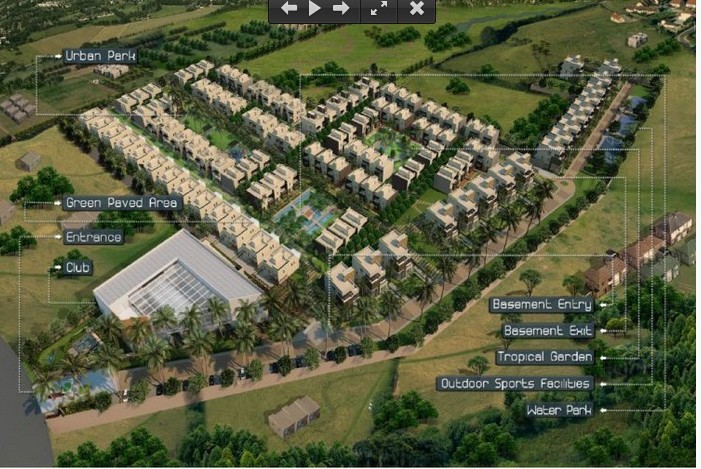 Urban Park
Green Paved Area
Entrance
Club
Basement Entry
Basement Exit
Tropical Garden
Outdoor Sports Facilities
Water Park